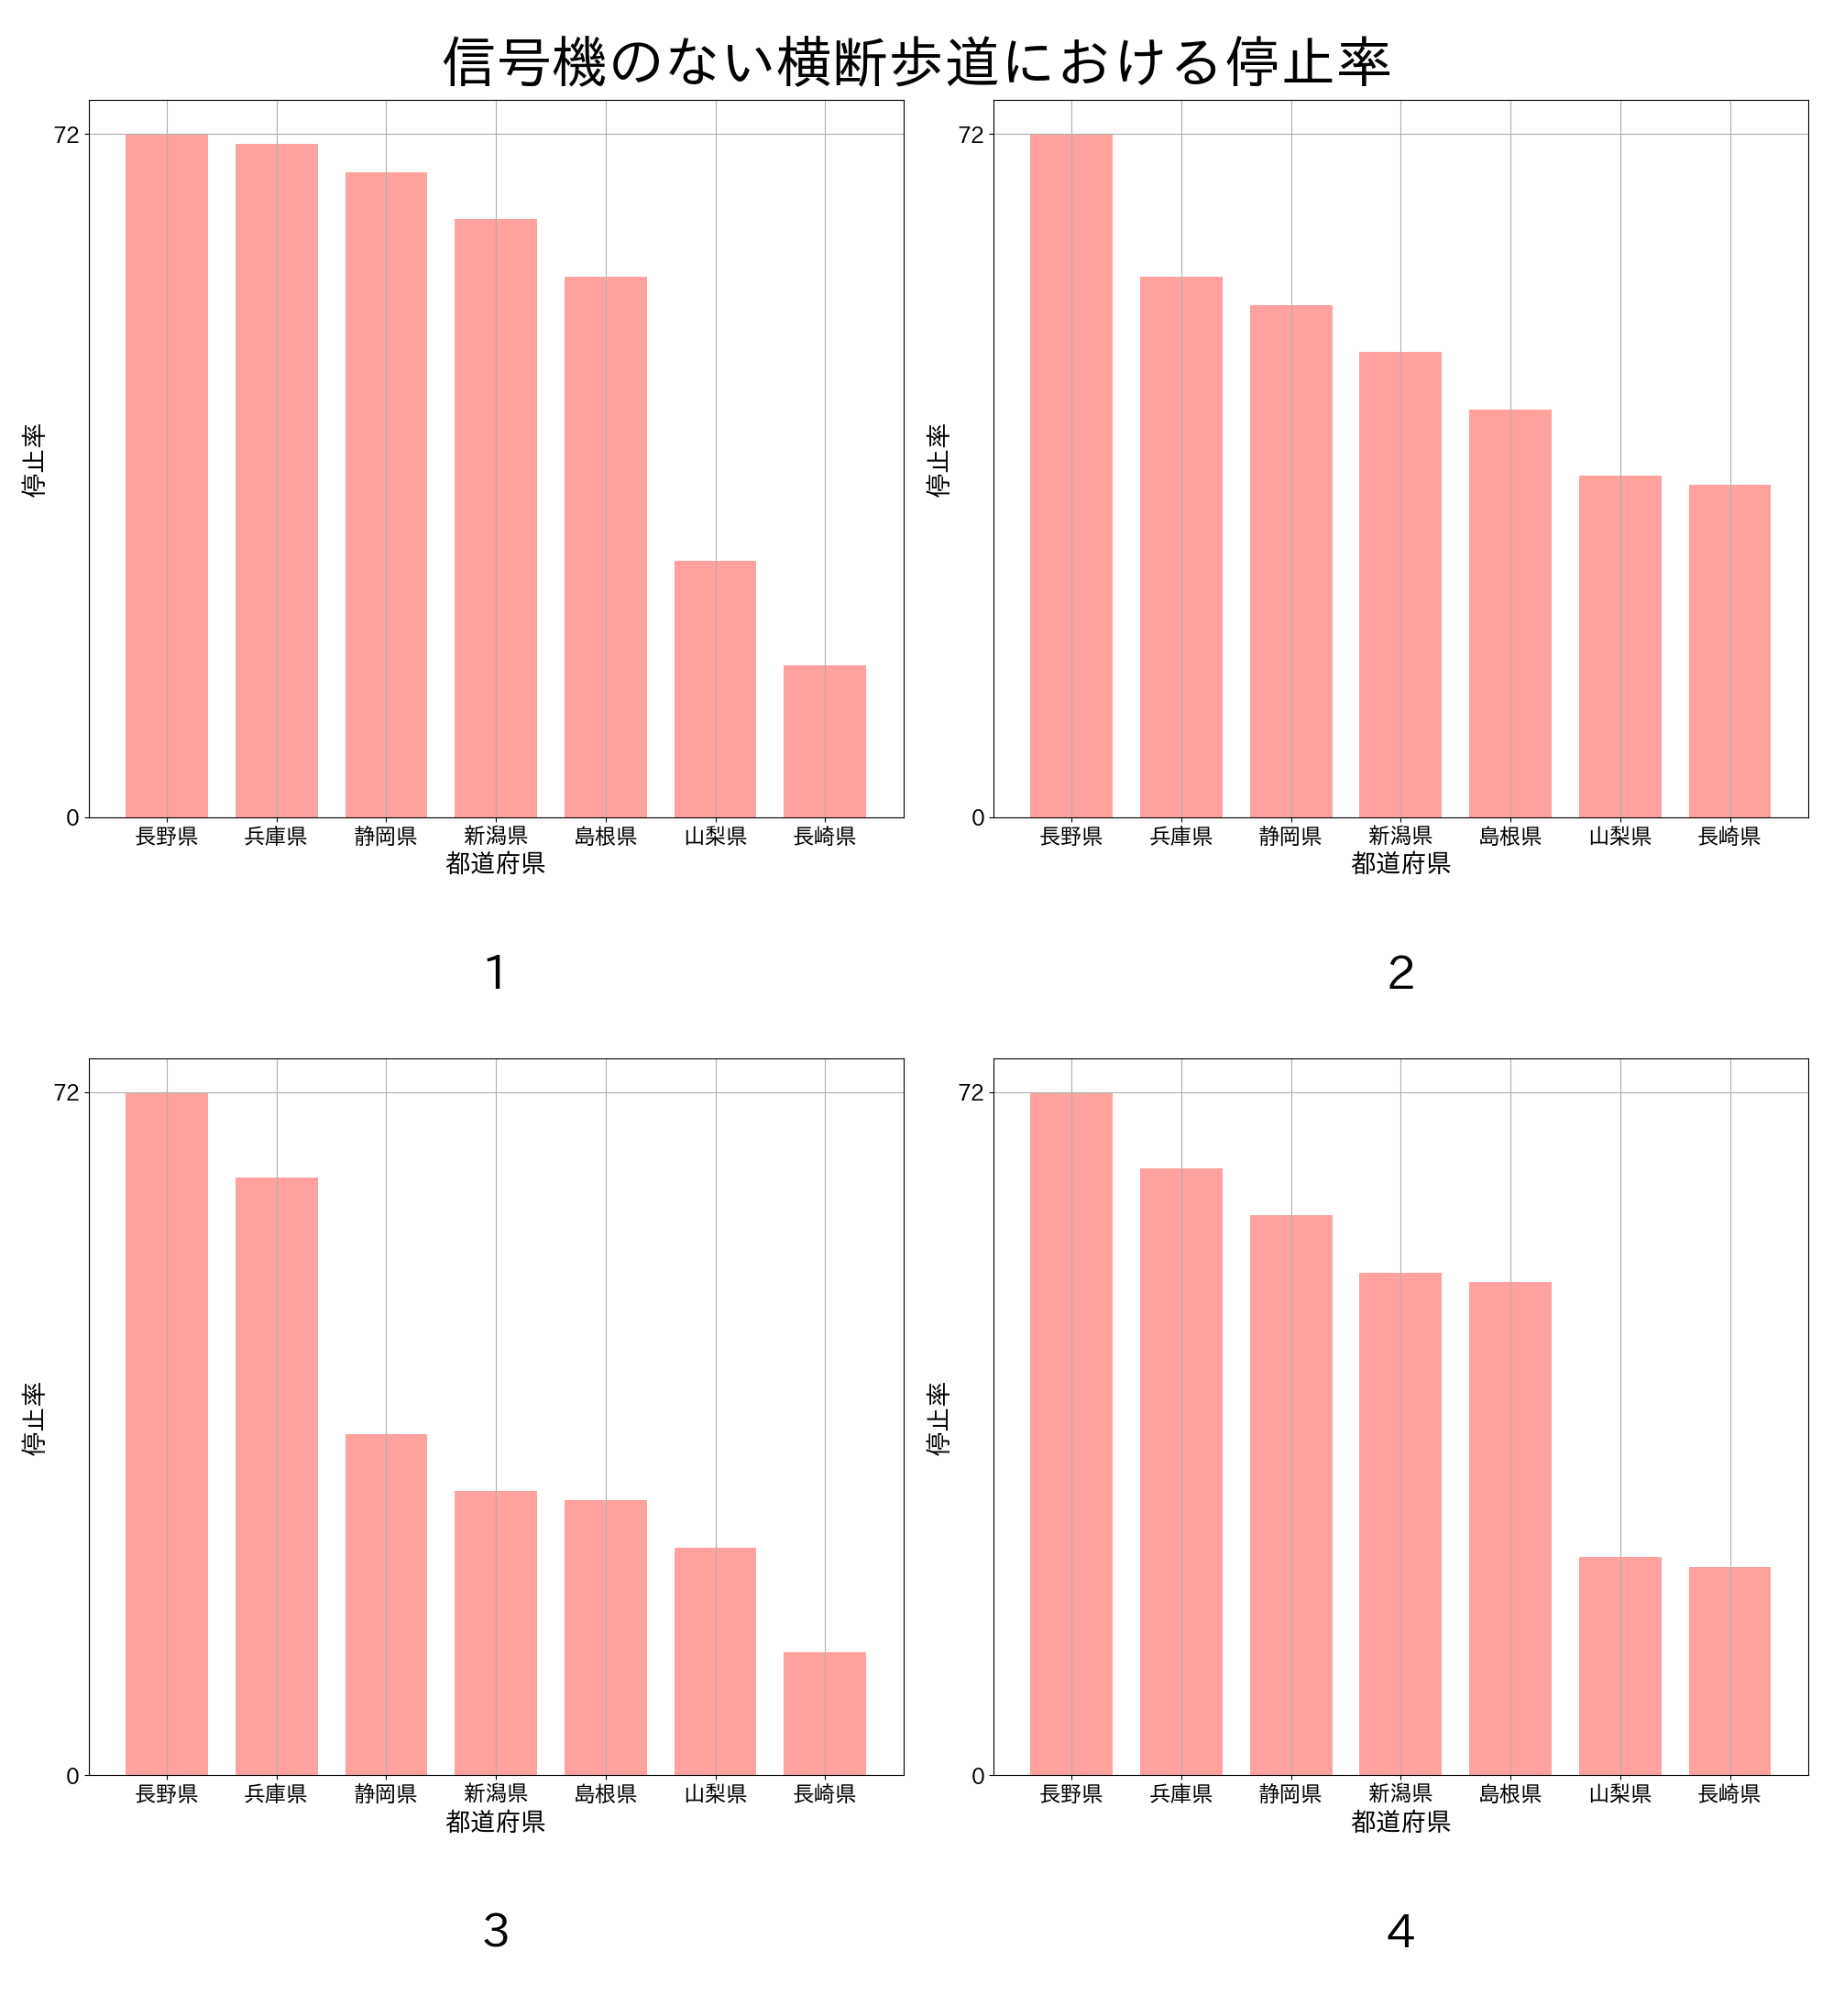 信号機のない横断歩道における停止率
72
0
停止率
長野県 兵庫県 静岡県 新潟県 島根県 山梨県 長崎県
都道府県
1
72
0
停止率
長野県 兵庫県 静岡県 新潟県 島根県 山梨県 長崎県
都道府県
2
72
0
停止率
長野県 兵庫県 静岡県 新潟県 島根県 山梨県 長崎県
都道府県
3
72
0
停止率
長野県 兵庫県 静岡県 新潟県 島根県 山梨県 長崎県
都道府県
4